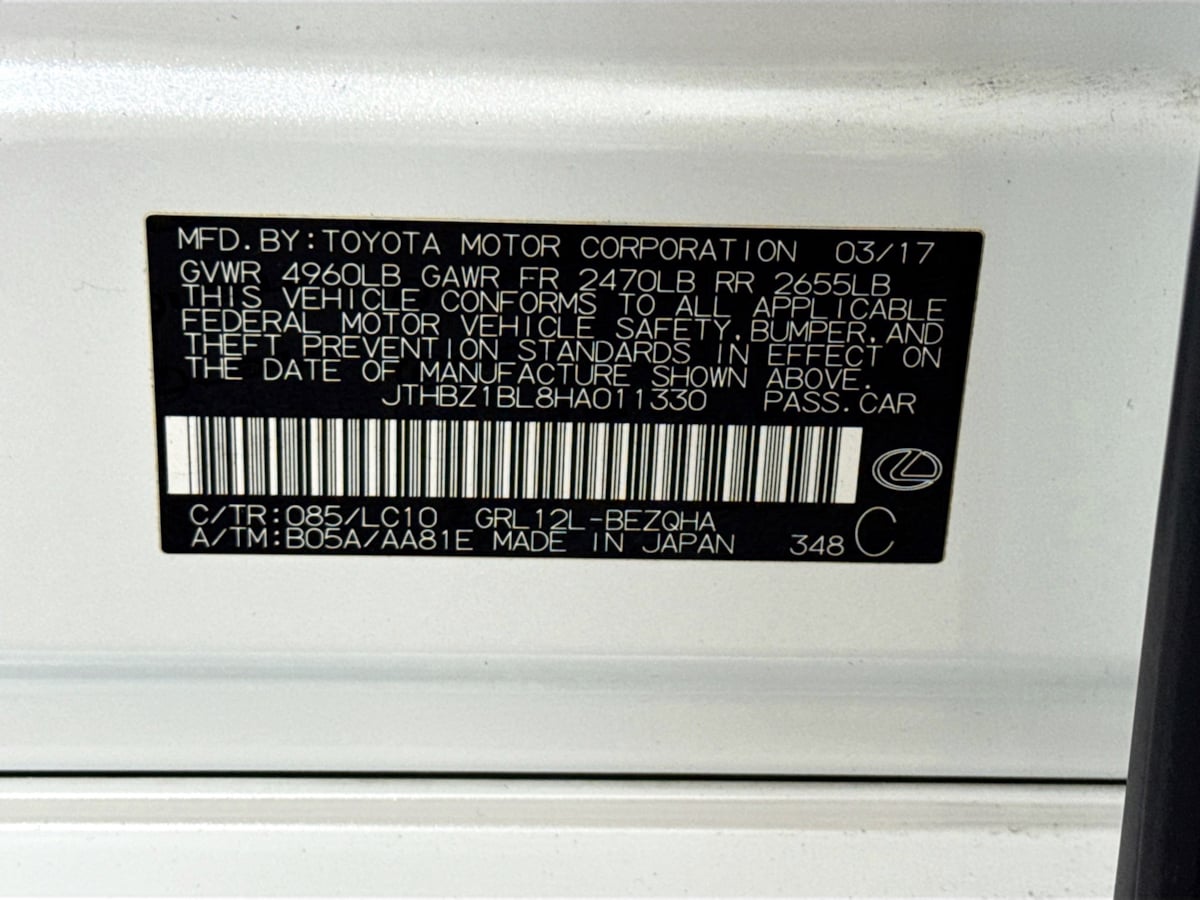 MFD.BY:TOYOTA MOTOR CORPORATION 03/17
GVWR 4960LB GAWR FR 2470LB RR 2655LB
THIS VEHICLE CONFORMS TO ALL APPLICABLE
FEDERAL MOTOR VEHICLE SAFETY,BUMPER,AND
THEFT PREVENTION STANDARDS IN EFFECT ON
THE DATE OF MANUFACTURE SHOWN ABOVE.
JTHBZ1BL8HA011330 PASS.CAR
C/TR:085/LC10 GRL12L-BEZQHA
A/TM:B05A/AA81E MADE IN JAPAN 348 C